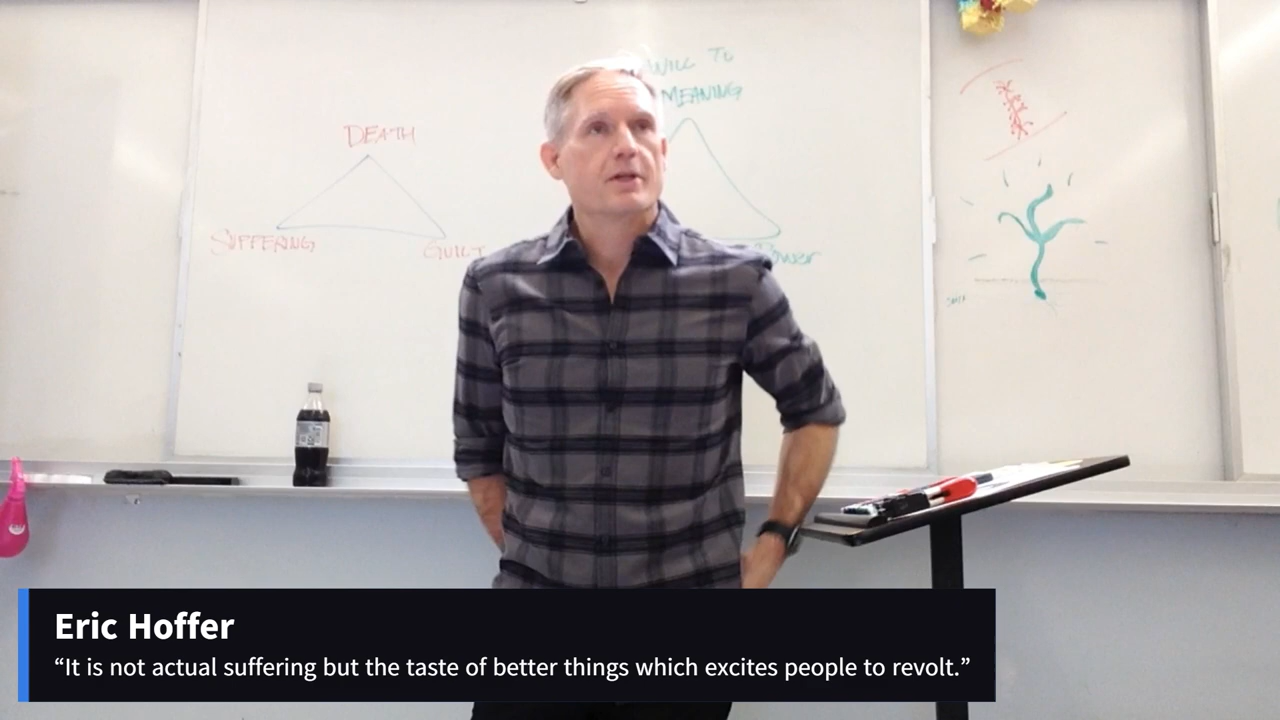 WILL TO
MEANING
DEATH
SUFFERING
GUILT
Power
Eric Hoffer
“It is not actual suffering but the taste of better things which excites people to revolt.”